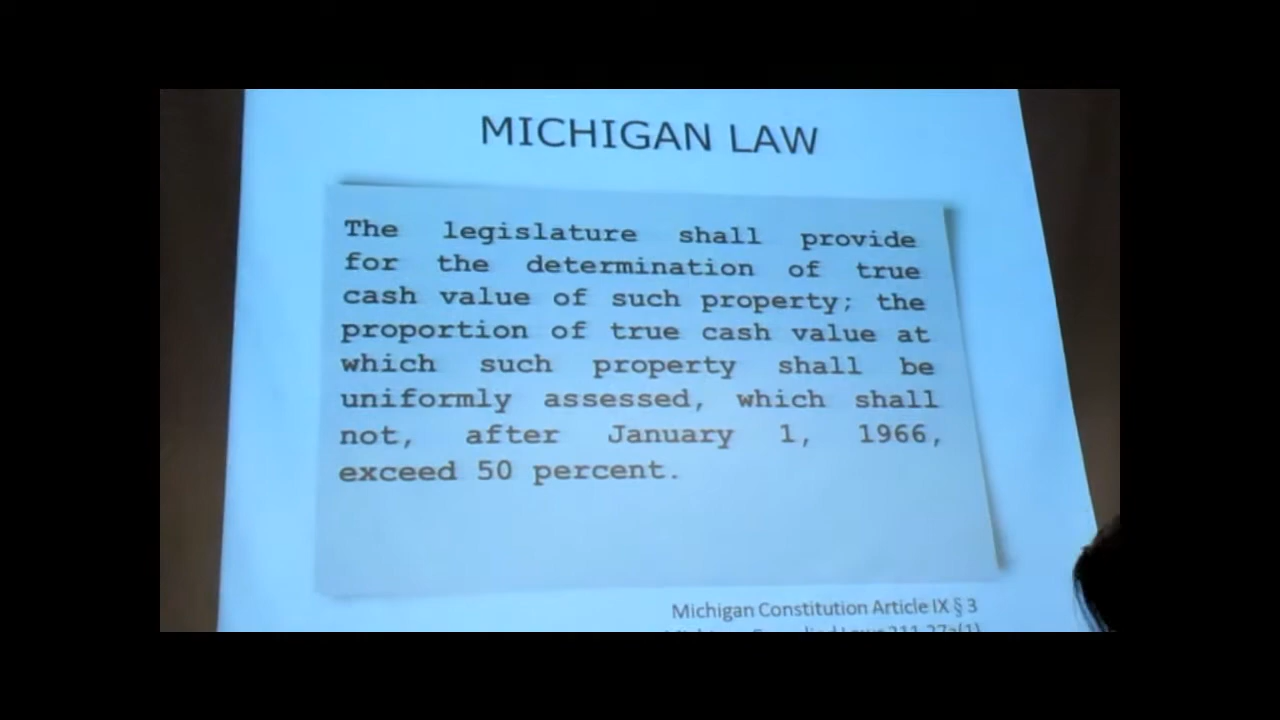 MICHIGAN LAW
The legislature shall provide
for the determination of true
cash value of such property; the
proportion of true cash value at
which such property shall be
uniformly assessed, which shall
not, after January 1, 1966,
exceed 50 percent.
Michigan Constitution Article IX § 3